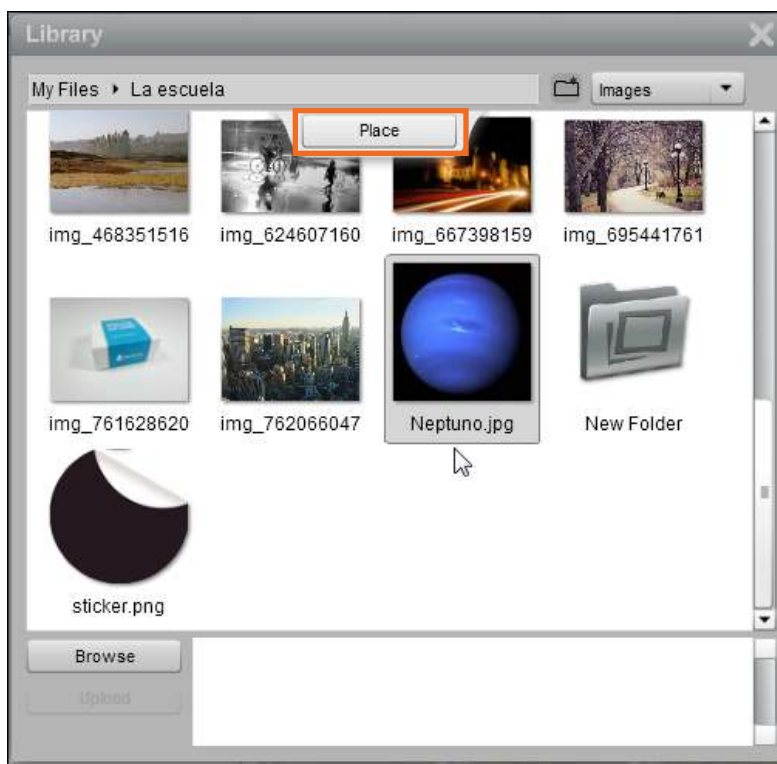 Library
My Files ▸ La escuela
Images
Place
img_468351516
img_624607160
img_667398159
img_695441761
img_761628620
img_762066047
Neptuno.jpg
New Folder
sticker.png
Browse
Upload